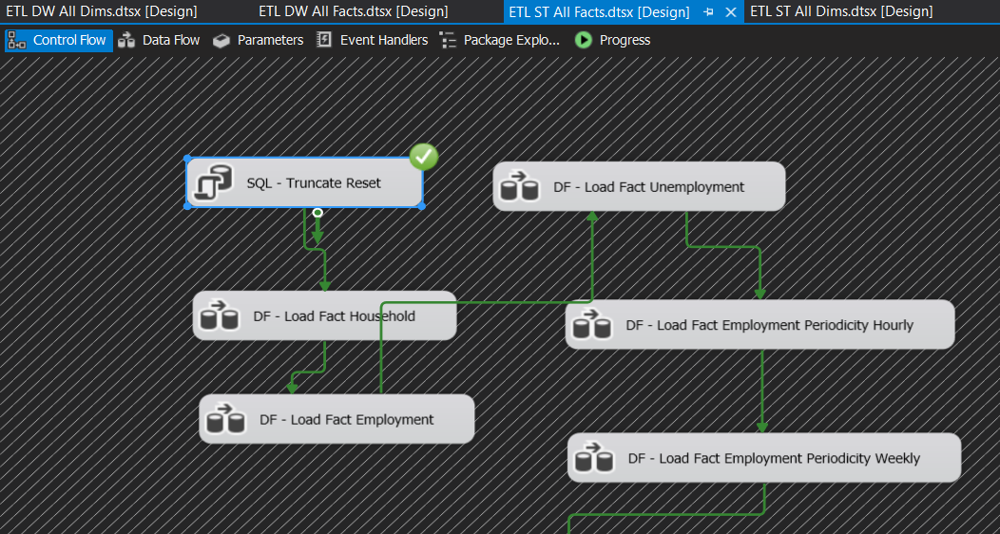 ETL DW All Dims.dtsx [Design]
ETL DW All Facts.dtsx [Design]
ETL ST All Facts.dtsx [Design]
ETL ST All Dims.dtsx [Design]
Control Flow
Data Flow
Parameters
Event Handlers
Package Explo...
Progress
SQL - Truncate Reset
DF - Load Fact Unemployment
DF - Load Fact Household
DF - Load Fact Employment Periodicity Hourly
DF - Load Fact Employment
DF - Load Fact Employment Periodicity Weekly